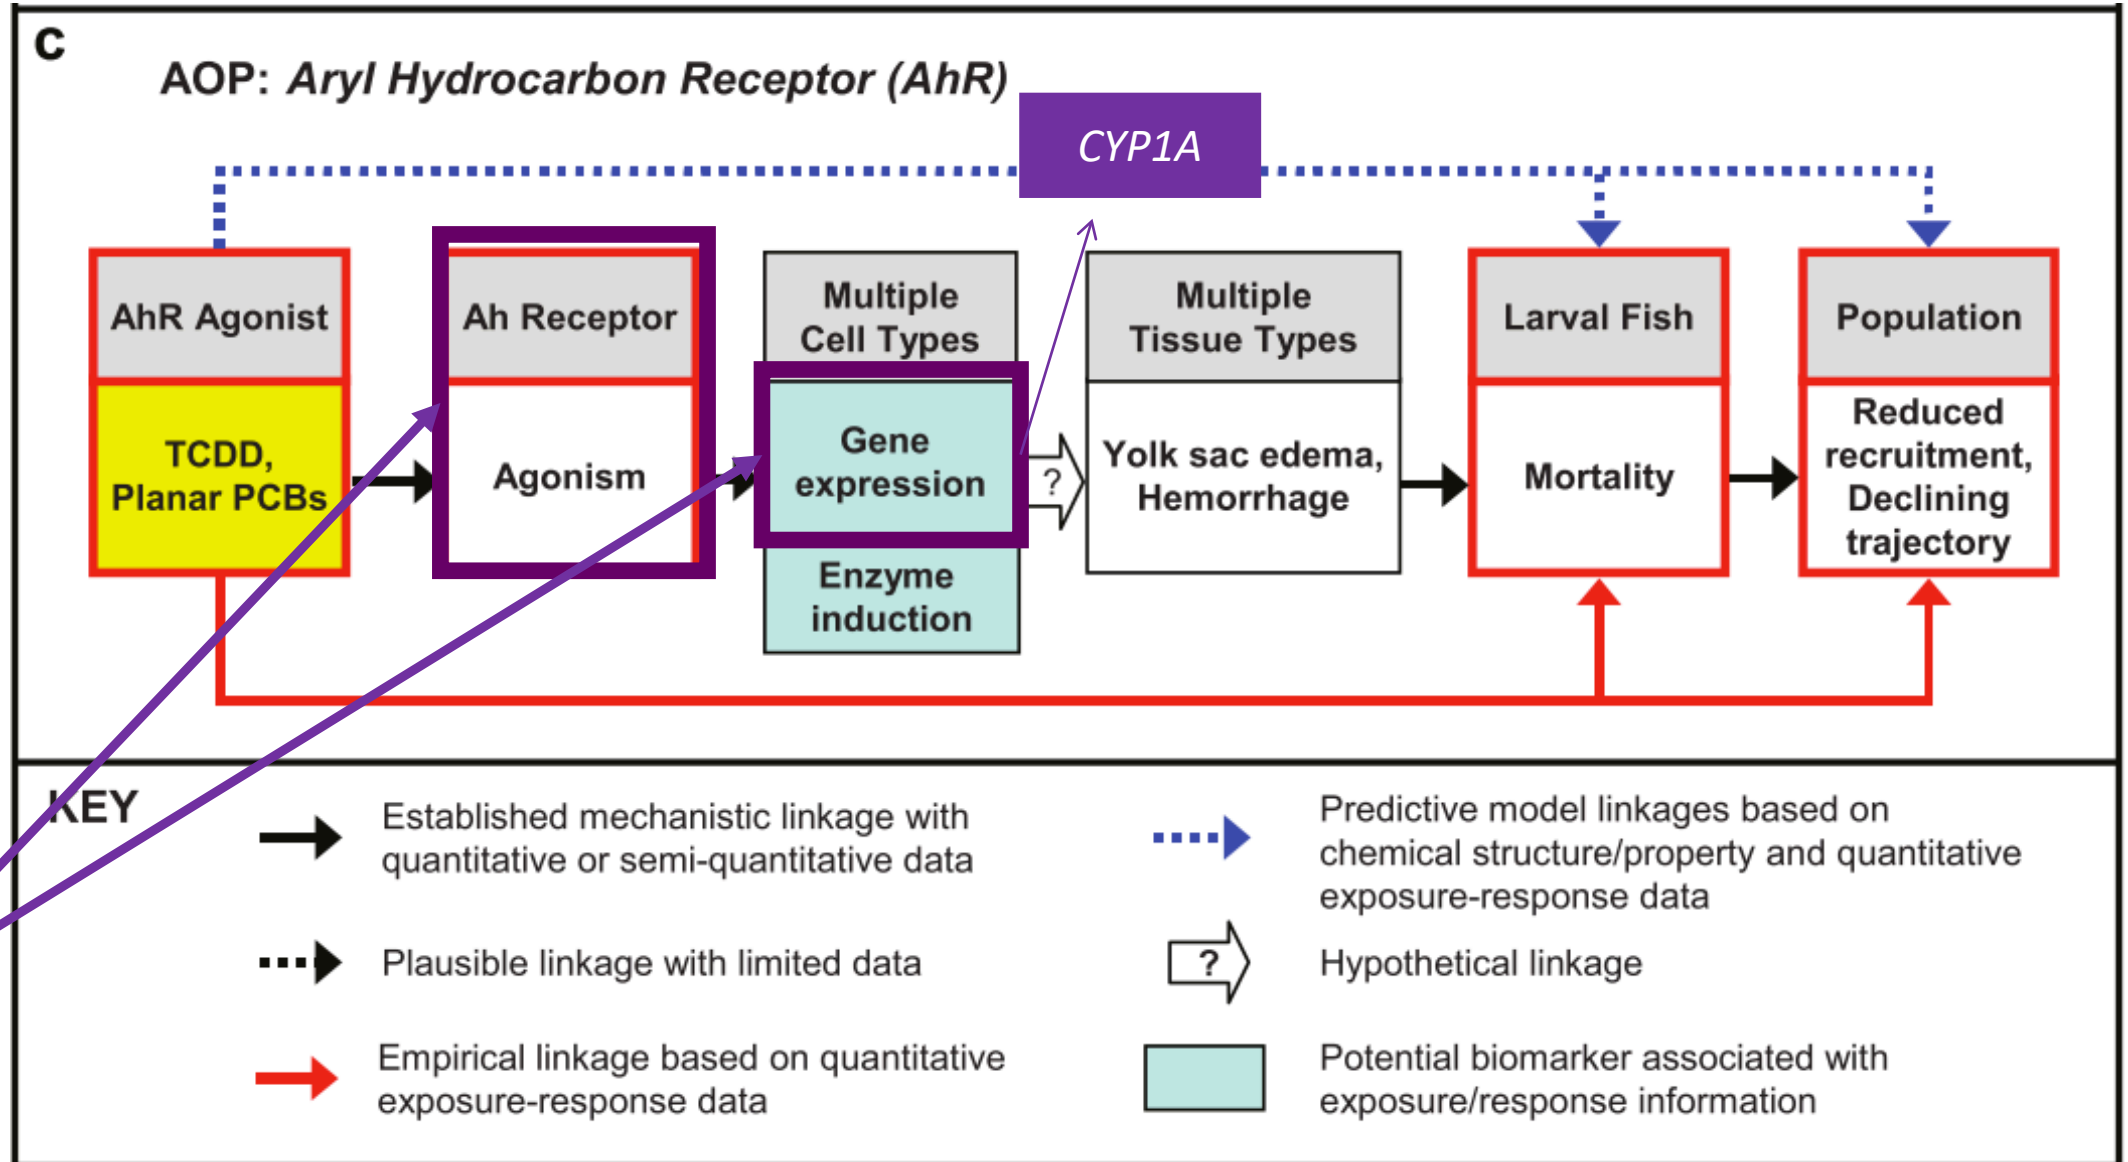 c
AOP: Aryl Hydrocarbon Receptor (AhR)
CYP1A
AhR Agonist
TCDD,
Planar PCBs
Ah Receptor
Agonism
Multiple
Cell Types
Gene
expression
Enzyme
induction
?
Multiple
Tissue Types
Yolk sac edema,
Hemorrhage
Larval Fish
Mortality
Population
Reduced
recruitment,
Declining
trajectory
KEY
Established mechanistic linkage with
quantitative or semi-quantitative data
Plausible linkage with limited data
Empirical linkage based on quantitative
exposure-response data
Predictive model linkages based on
chemical structure/property and quantitative
exposure-response data
?
Hypothetical linkage
Potential biomarker associated with
exposure/response information